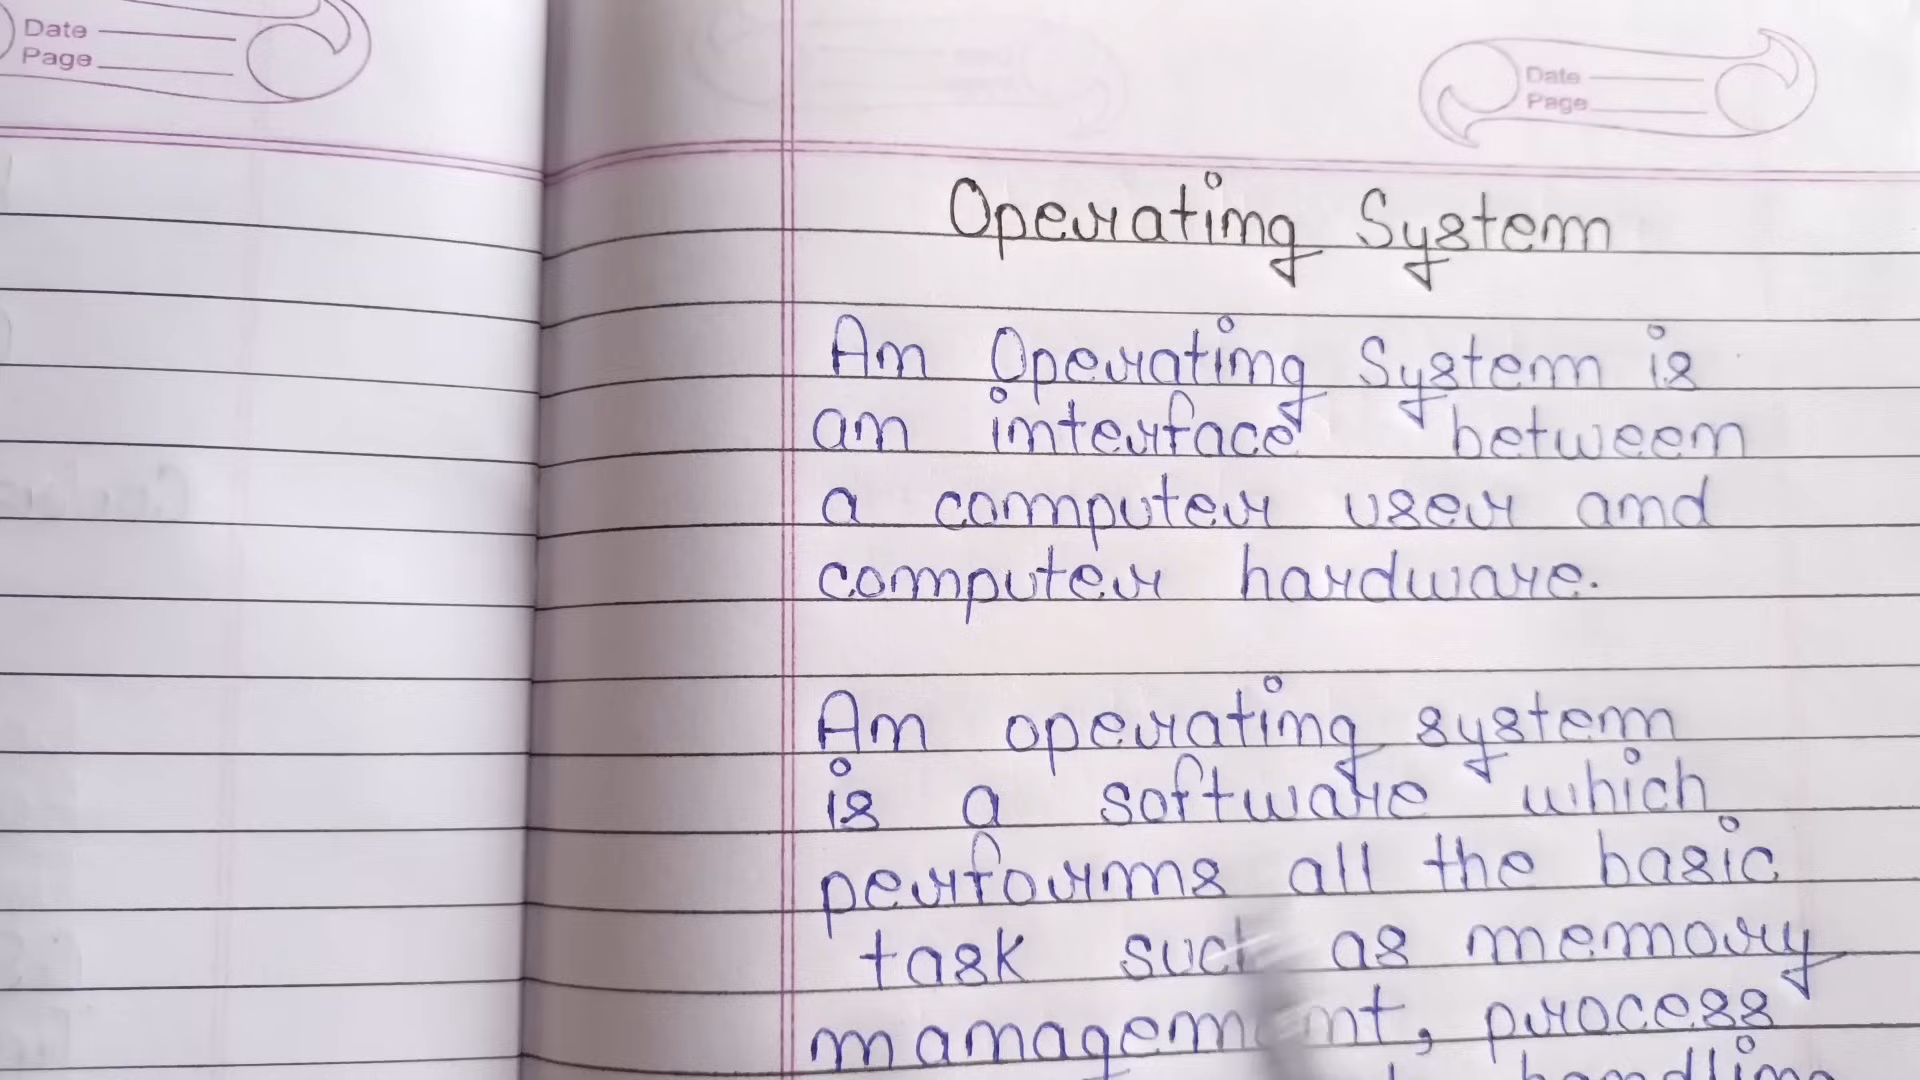 Date
Page
Date
Page
Operating System
An Operating System is
an interface between
a computer user and
computer hardware.
An operating system
is a software which
performs all the basic
task such as memory
management, process
handling